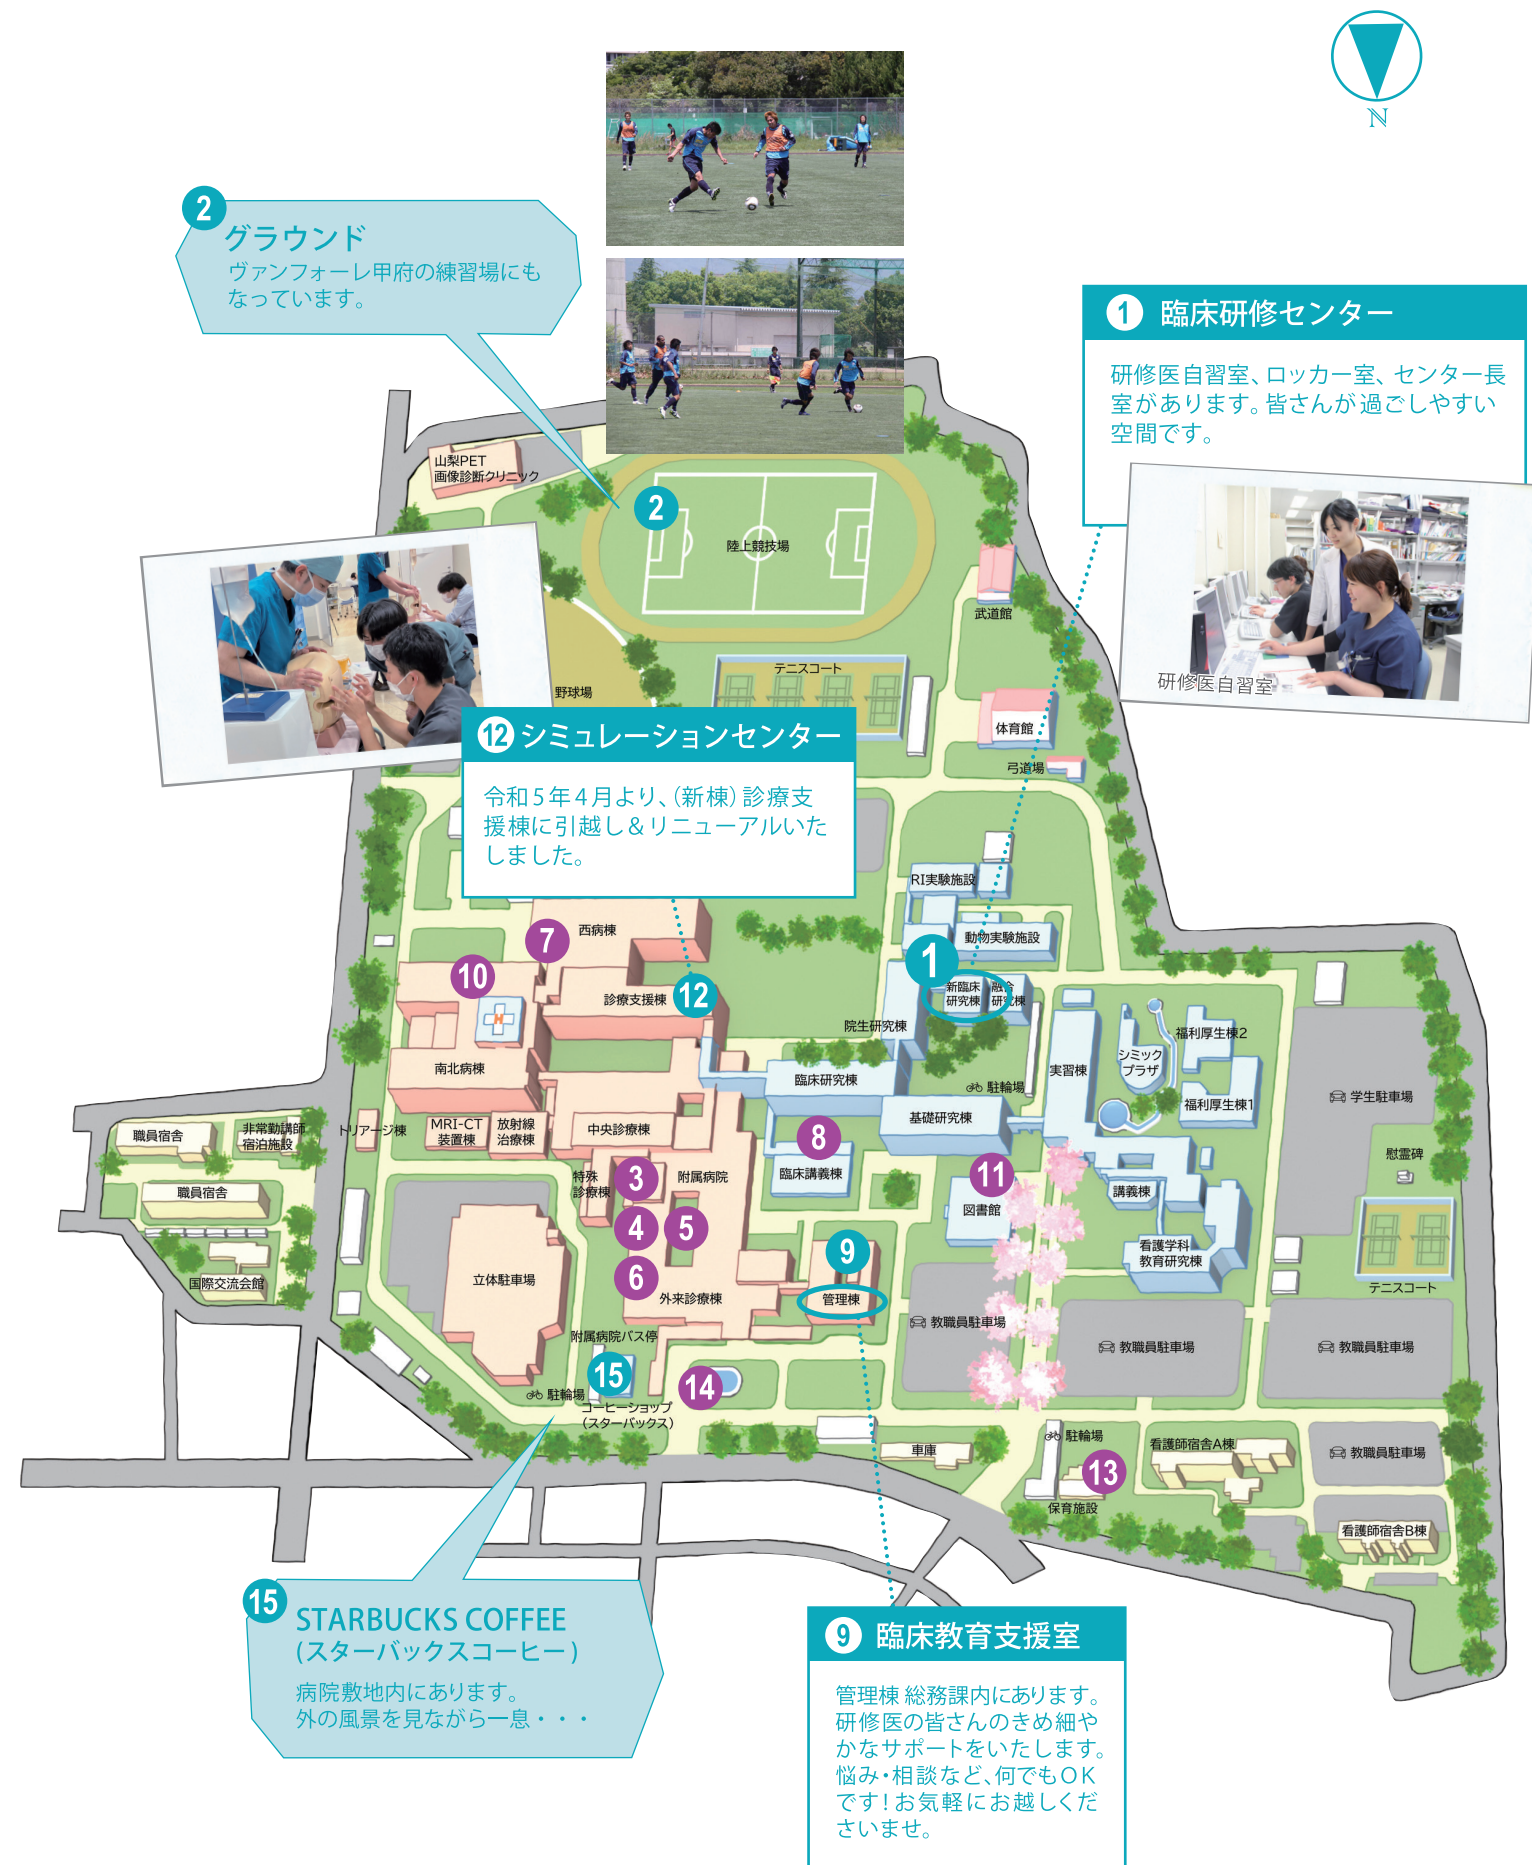 N
2
グラウンド
ヴァンフォーレ甲府の練習場にも
なっています。
1 臨床研修センター
研修医自習室、ロッカー室、センター長
室があります。皆さんが過ごしやすい
空間です。
研修医自習室
山梨PET
画像診断クリニック
2
陸上競技場
武道館
テニスコート
野球場
体育館
弓道場
12 シミュレーションセンター
令和5年4月より、(新棟)診療支
援棟に引越し&リニューアルいた
しました。
RI実験施設
動物実験施設
7
西病棟
10
H
診療支援棟
12
1
新臨床
研究棟
融合
研究棟
院生研究棟
南北病棟
臨床研究棟
駐輪場
実習棟
シミック
プラザ
福利厚生棟2
福利厚生棟1
学生駐車場
基礎研究棟
職員宿舎
非常勤講師
宿泊施設
トリアージ棟
MRI-CT
装置棟
放射線
治療棟
中央診療棟
8
臨床講義棟
特殊
診療棟
3
附属病院
11
図書館
講義棟
慰霊碑
職員宿舎
4
5
9
看護学科
教育研究棟
国際交流会館
立体駐車場
6
外来診療棟
管理棟
テニスコート
教職員駐車場
教職員駐車場
教職員駐車場
附属病院バス停
15
14
駐輪場
コーヒーショップ
(スターバックス)
車庫
駐輪場
13
保育施設
看護師宿舎A棟
教職員駐車場
看護師宿舎B棟
15
STARBUCKS COFFEE
(スターバックスコーヒー)
病院敷地内にあります。
外の風景を見ながら一息・・・
9 臨床教育支援室
管理棟 総務課内にあります。
研修医の皆さんのきめ細や
かなサポートをいたします。
悩み・相談など、何でもOK
です!お気軽にお越しくだ
さいませ。